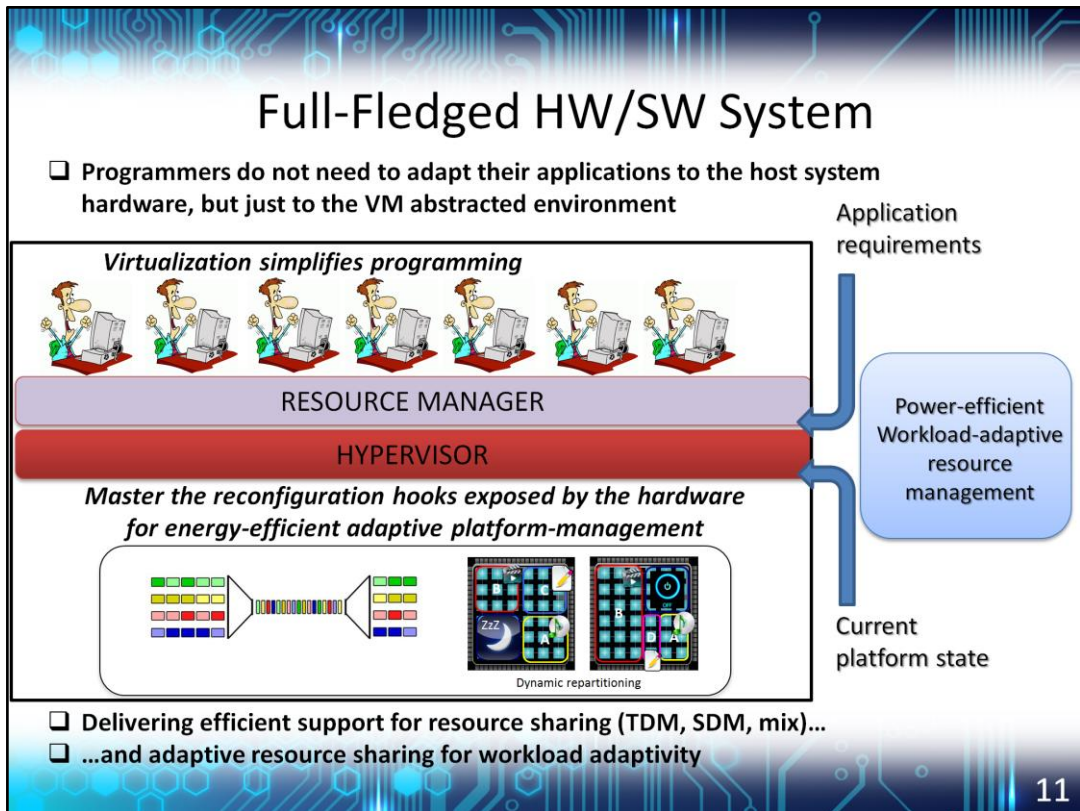 Full-Fledged HW/SW System
Programmers do not need to adapt their applications to the host system
hardware, but just to the VM abstracted environment
Application
requirements
Virtualization simplifies programming
RESOURCE MANAGER
HYPERVISOR
Power-efficient
Workload-adaptive
resource
management
Master the reconfiguration hooks exposed by the hardware
for energy-efficient adaptive platform-management
B
C
ZzZ
A
B
OFF
D
A
Dynamic repartitioning
Current
platform state
Delivering efficient support for resource sharing (TDM, SDM, mix)…
…and adaptive resource sharing for workload adaptivity
11